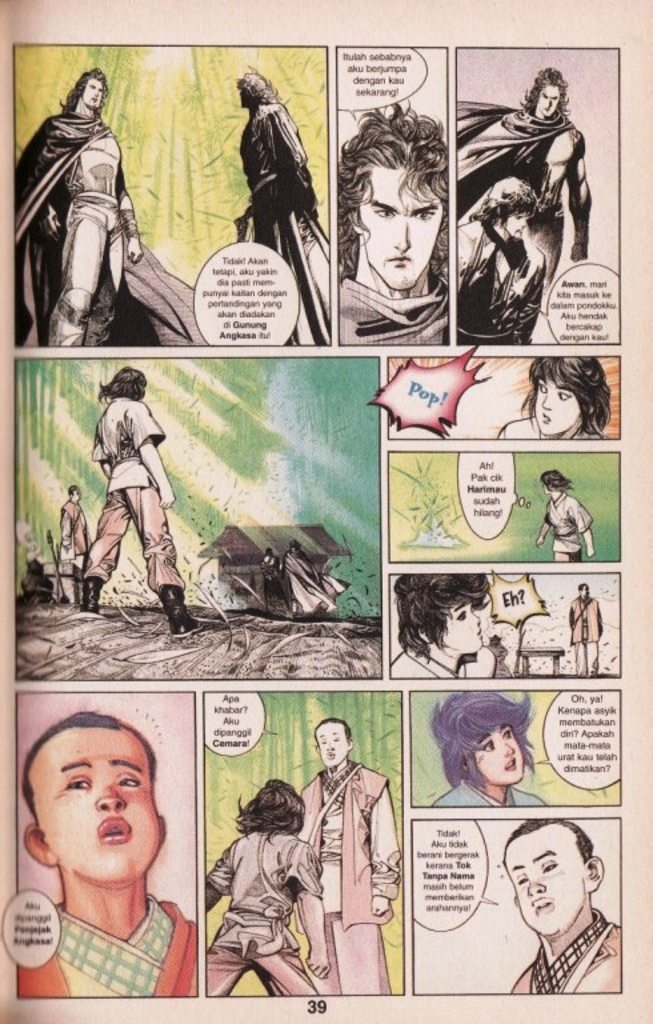 Tidak! Akan
tetapi, aku yakin
dia pasti mem-
punyai kaitan dengan
pertandingan yang
akan diadakan
di Gunung
Angkasa itu!
Itulah sebabnya
aku berjumpa
dengan kau
sekarang!
Awan, mari
kita masuk ke
dalam pondokku.
Aku hendak
bercakap
dengan kau!
Pop!
Ah!
Pak cik
Harimau
sudah
hilang!
Eh?
Aku
dipanggil
Penjejak
Angkasa!
Apa
khabar?
Aku
dipanggil
Cemara!
Oh, ya!
Kenapa asyik
membatukan
diri? Apakah
mata-mata
urat kau telah
dimatikan?
Tidak!
Aku tidak
berani bergerak
kerana Tok
Tanpa Nama
masih belum
memberikan
arahannya!
39